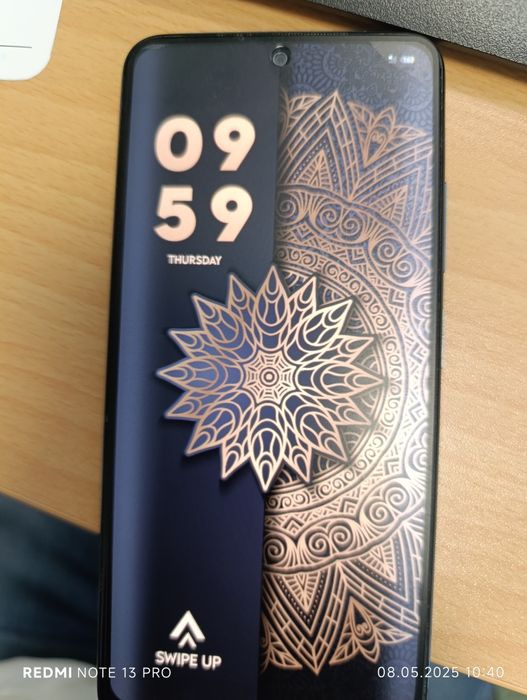 09
59
THURSDAY
SWIPE UP
REDMI NOTE 13 PRO
08.05.2025 10:40